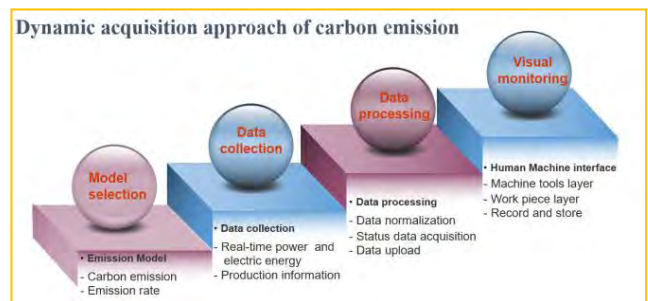 Dynamic acquisition approach of carbon emission
Model
selection
• Emission Model
- Carbon emission
- Emission rate
Data
collection
• Data collection
- Real-time power and
electric energy
- Production information
Data
processing
• Data processing
- Data normalization
- Status data acquisition
- Data upload
Visual
monitoring
• Human Machine interface
- Machine tools layer
- Work piece layer
- Record and store